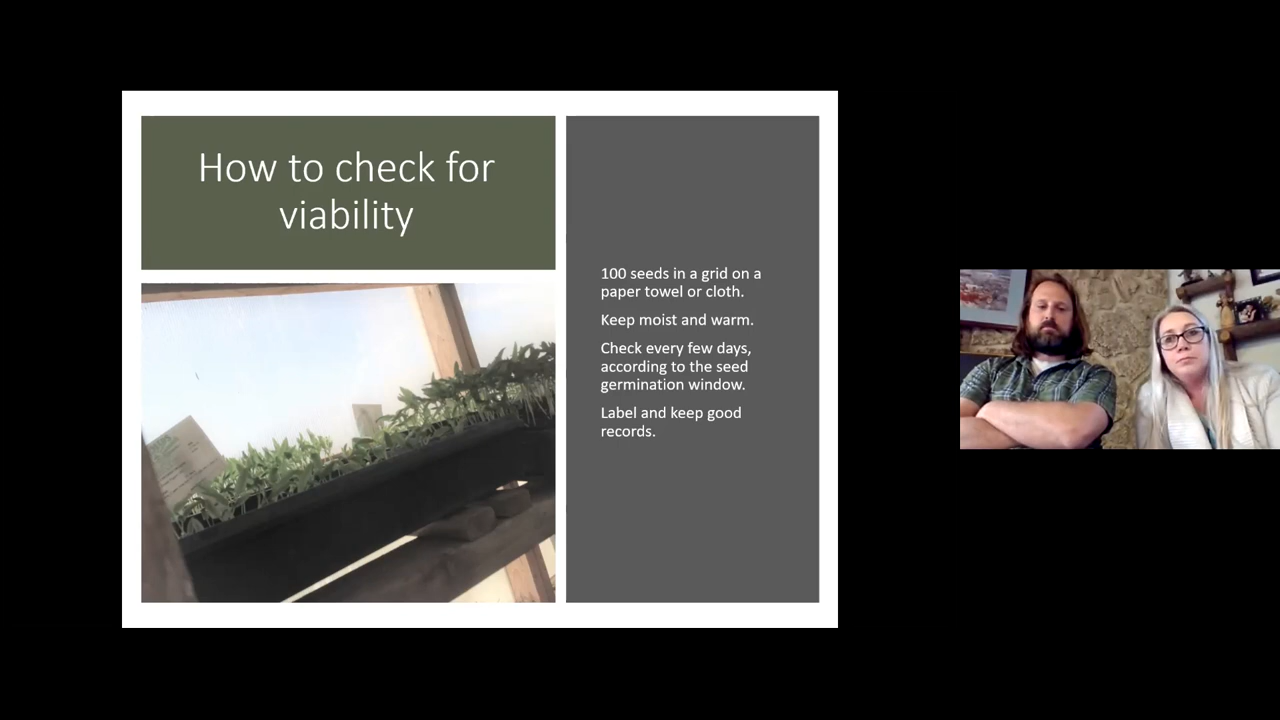 How to check for
viability
100 seeds in a grid on a
paper towel or cloth.
Keep moist and warm.
Check every few days,
according to the seed
germination window.
Label and keep good
records.